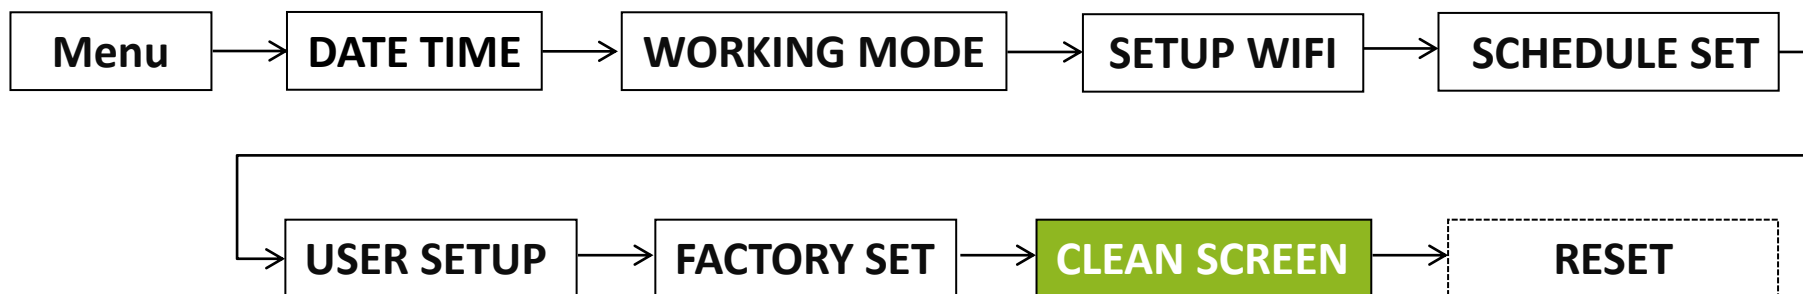 Menu
DATE TIME
WORKING MODE
SETUP WIFI
SCHEDULE SET
USER SETUP
FACTORY SET
CLEAN SCREEN
RESET